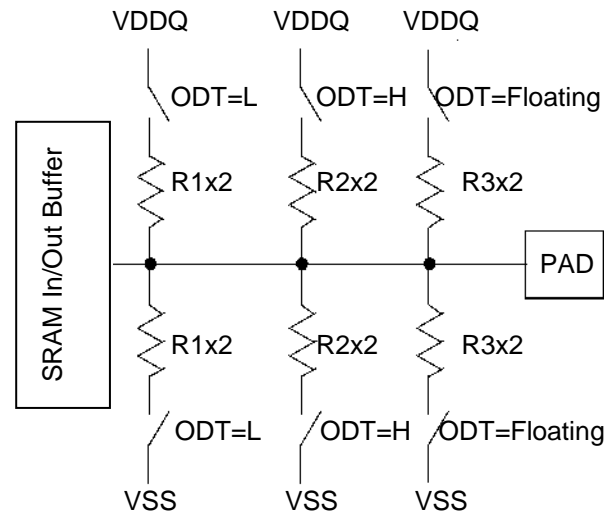 VDDQ VDDQ VDDQ
ODT=L ODT=H ODT=Floating
R1x2 R2x2 R3x2
SRAM In/Out Buffer
PAD
R1x2 R2x2 R3x2
ODT=L ODT=H ODT=Floating
VSS VSS VSS